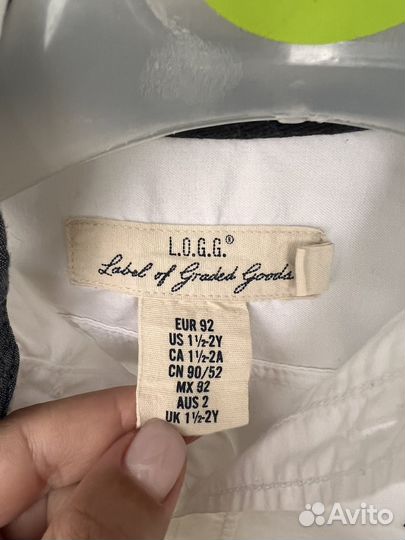 L.O.G.G.®
Label of Graded Goods
EUR 92
US 1½-2Y
CA 1½-2A
CN 90/52
MX 92
AUS 2
UK 1½-2Y
Avito